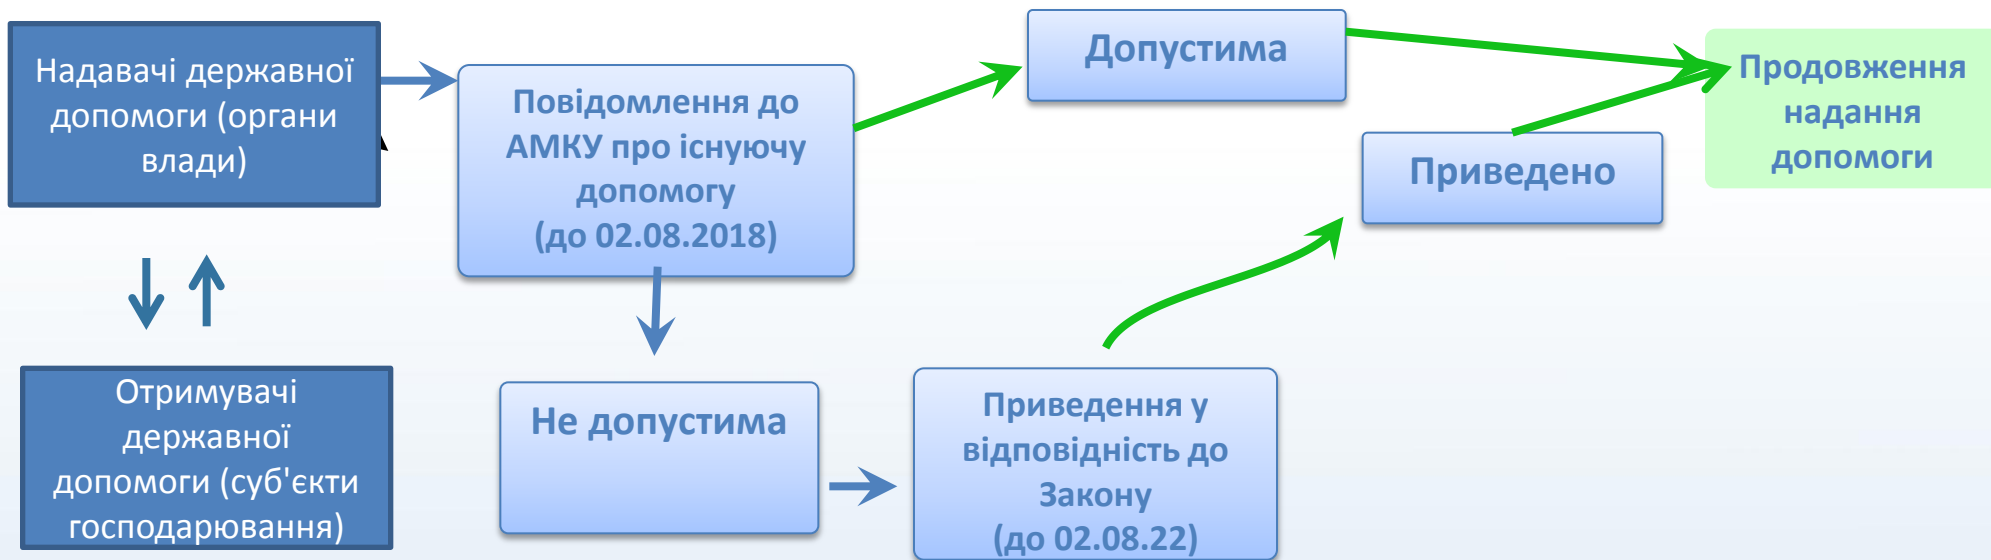 Надавачі державної
допомоги (органи
влади)
Повідомлення до
АМКУ про існуючу
допомогу
(до 02.08.2018)
Допустима
Приведено
Продовження
надання
допомоги
Отримувачі
державної
допомоги (суб'єкти
господарювання)
Не допустима
Приведення у
відповідність до
Закону
(до 02.08.22)